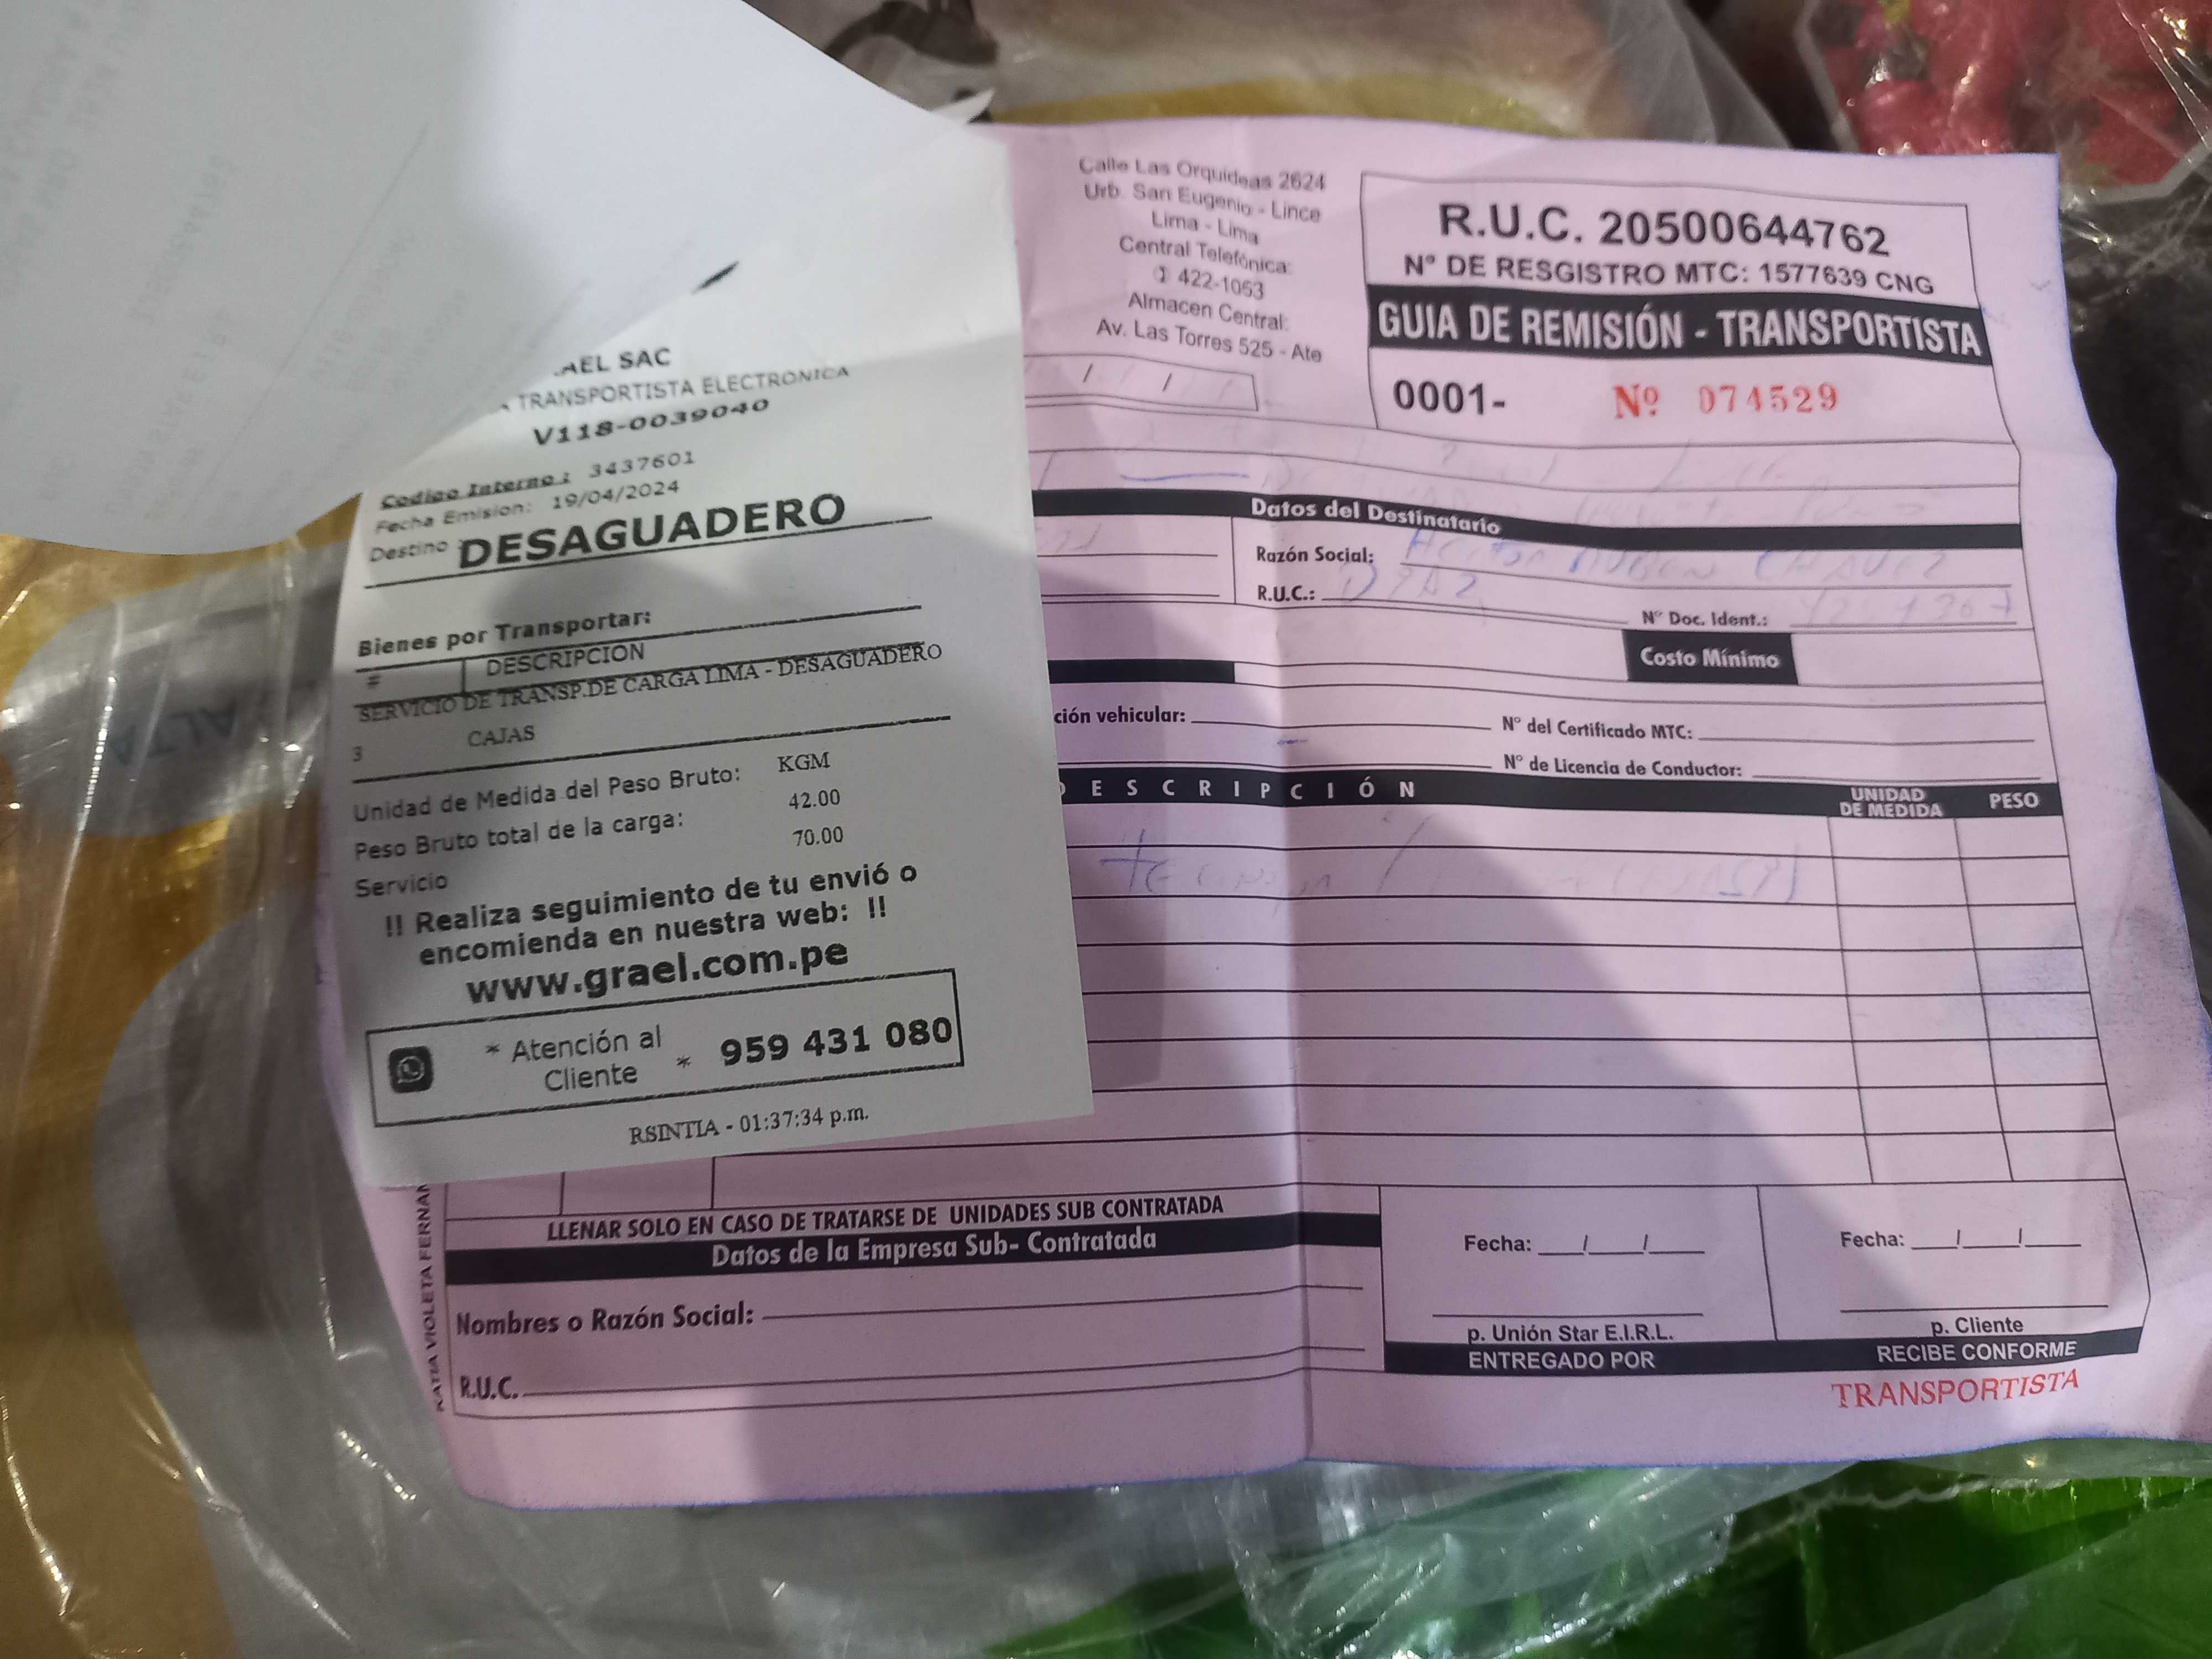 AEL SAC
TRANSPORTISTA ELECTRONICA
V118-0039040
Codigo Interno: 3437601
Fecha Emision: 19/04/2024
Destino DESAGUADERO
Bienes por Transportar:
# DESCRIPCION
SERVICIO DE TRANSP.DE CARGA LIMA - DESAGUADERO
3 CAJAS
Unidad de Medida del Peso Bruto: KGM
Peso Bruto total de la carga: 42.00
Servicio 70.00
!! Realiza seguimiento de tu envió o
encomienda en nuestra web: !!
www.grael.com.pe
* Atención al
Cliente * 959 431 080
RSINTIA - 01:37:34 p.m.
Calle Las Orquideas 2624
Urb. San Eugenio - Lince
Lima - Lima
Central Telefónica:
422-1053
Almacen Central:
Av. Las Torres 525 - Ate
R.U.C. 20500644762
N° DE RESGISTRO MTC: 1577639 CNG
GUIA DE REMISIÓN - TRANSPORTISTA
0001- Nº 074529
Datos del Destinatario
Razón Social: RUBEN CHAVEZ
R.U.C.: DIAZ
N° Doc. Ident.:
Costo Mínimo
ción vehicular:
N° del Certificado MTC:
N° de Licencia de Conductor:
ESCRIPCIÓN
UNIDAD
DE MEDIDA
PESO
LLENAR SOLO EN CASO DE TRATARSE DE UNIDADES SUB CONTRATADA
Datos de la Empresa Sub- Contratada
Nombres o Razón Social:
R.U.C.
Fecha: / /
p. Unión Star E.I.R.L.
ENTREGADO POR
Fecha: / /
p. Cliente
RECIBE CONFORME
TRANSPORTISTA
KATIA VIOLETA FERNAN
ALTA